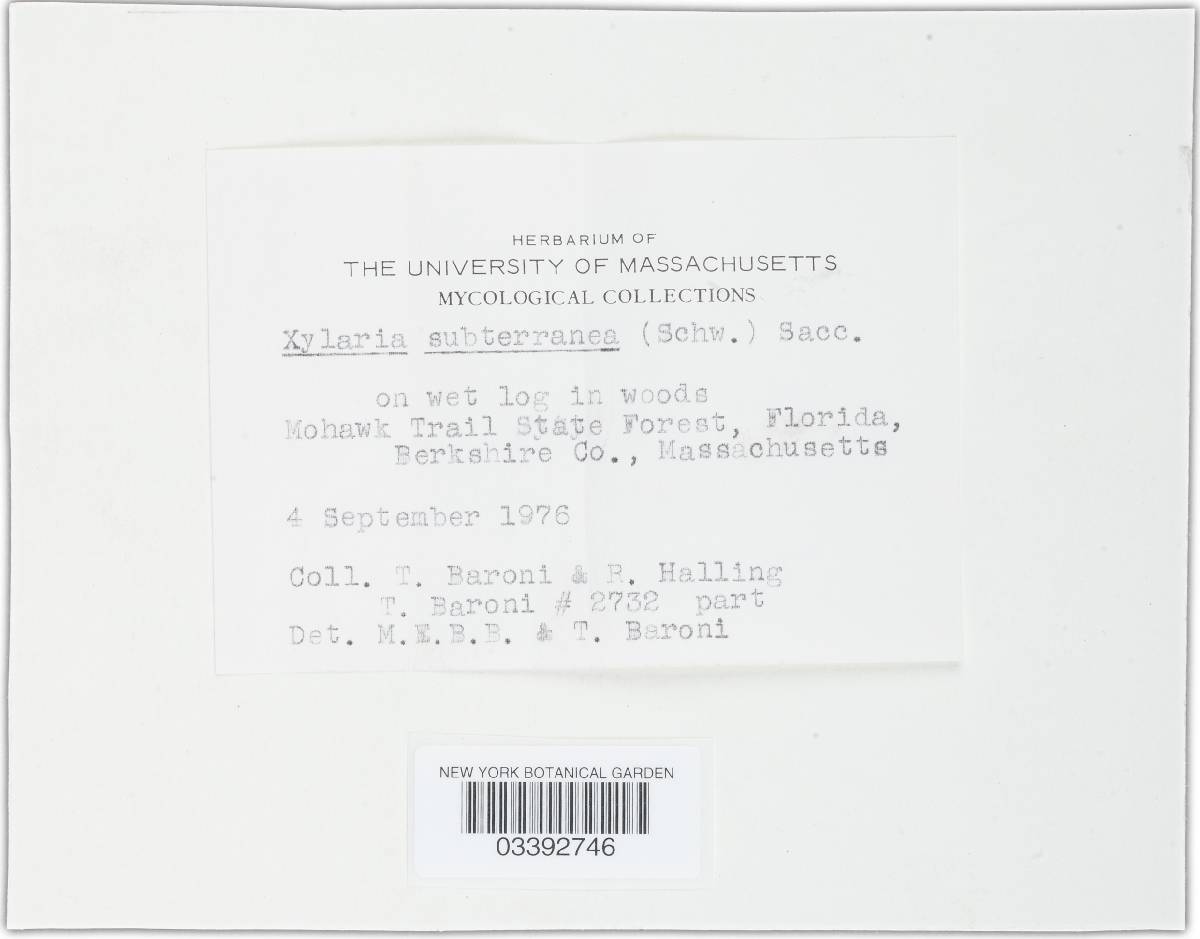 HERBARIUM OF
THE UNIVERSITY OF MASSACHUSETTS
MYCOLOGICAL COLLECTIONS
Xylaria subterranea (Schw.) Sacc.
on wet log in woods
Mohawk Trail State Forest, Florida,
Berkshire Co., Massachusetts
4 September 1976
Coll. T. Baroni & R. Halling
T. Baroni # 2732 part
Det. M.E.B.B. & T. Baroni
NEW YORK BOTANICAL GARDEN
03392746